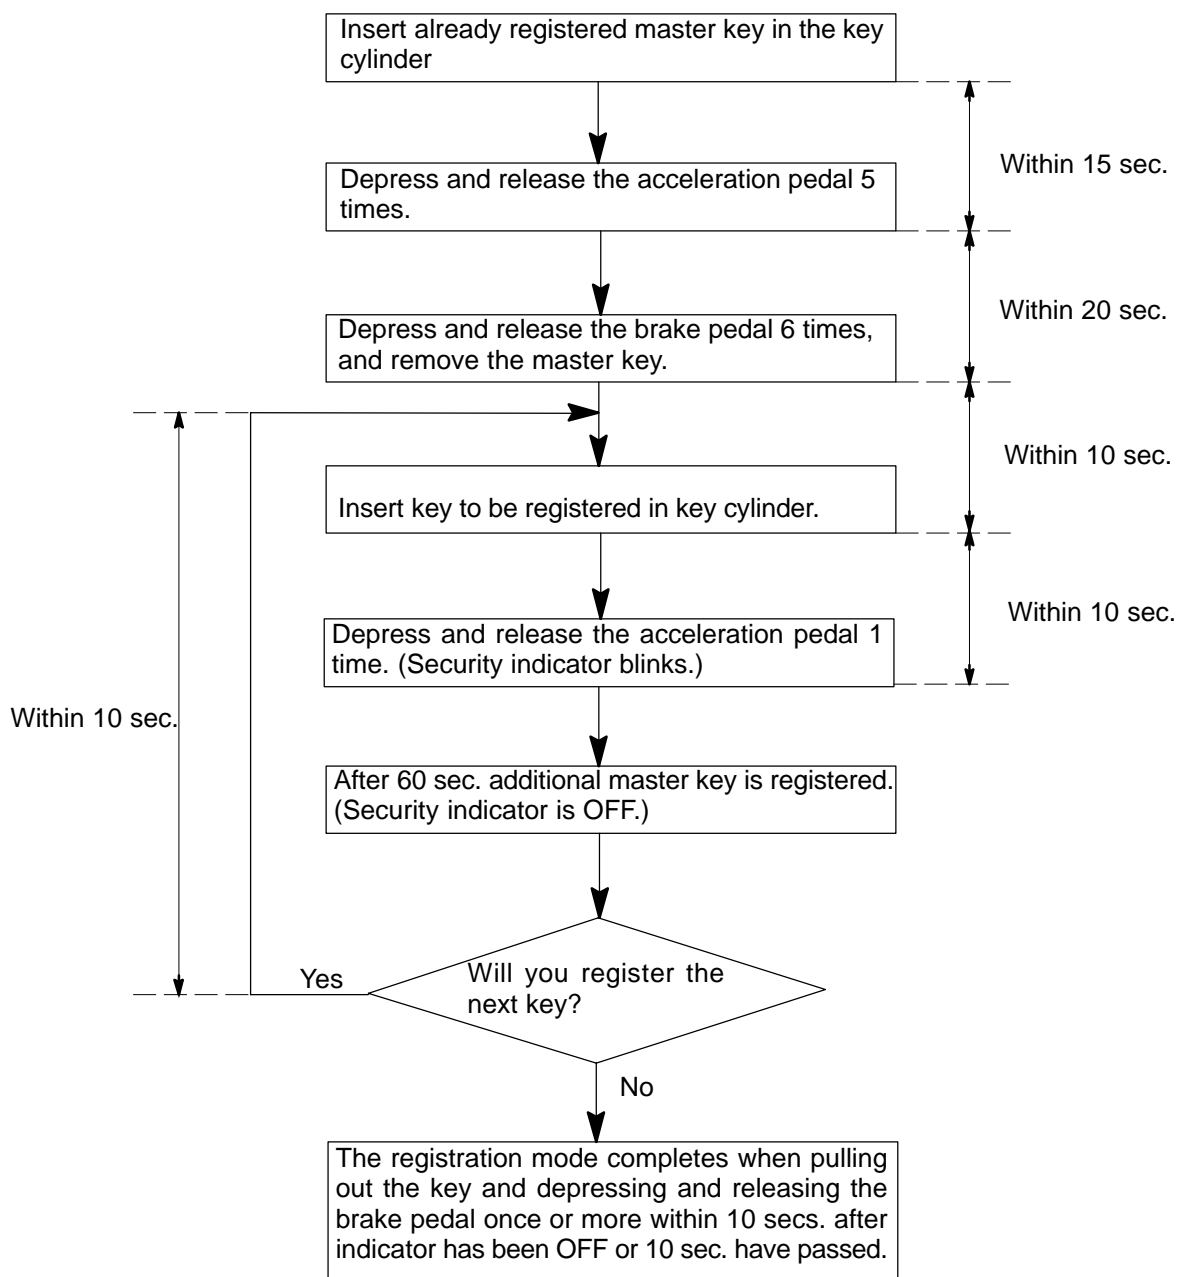 Insert already registered master key in the key
cylinder
Within 15 sec.
Depress and release the acceleration pedal 5
times.
Within 20 sec.
Depress and release the brake pedal 6 times,
and remove the master key.
Within 10 sec.
Insert key to be registered in key cylinder.
Within 10 sec.
Depress and release the acceleration pedal 1
time. (Security indicator blinks.)
Within 10 sec.
After 60 sec. additional master key is registered.
(Security indicator is OFF.)
Will you register the
next key?
Yes
No
The registration mode completes when pulling
out the key and depressing and releasing the
brake pedal once or more within 10 secs. after
indicator has been OFF or 10 sec. have passed.